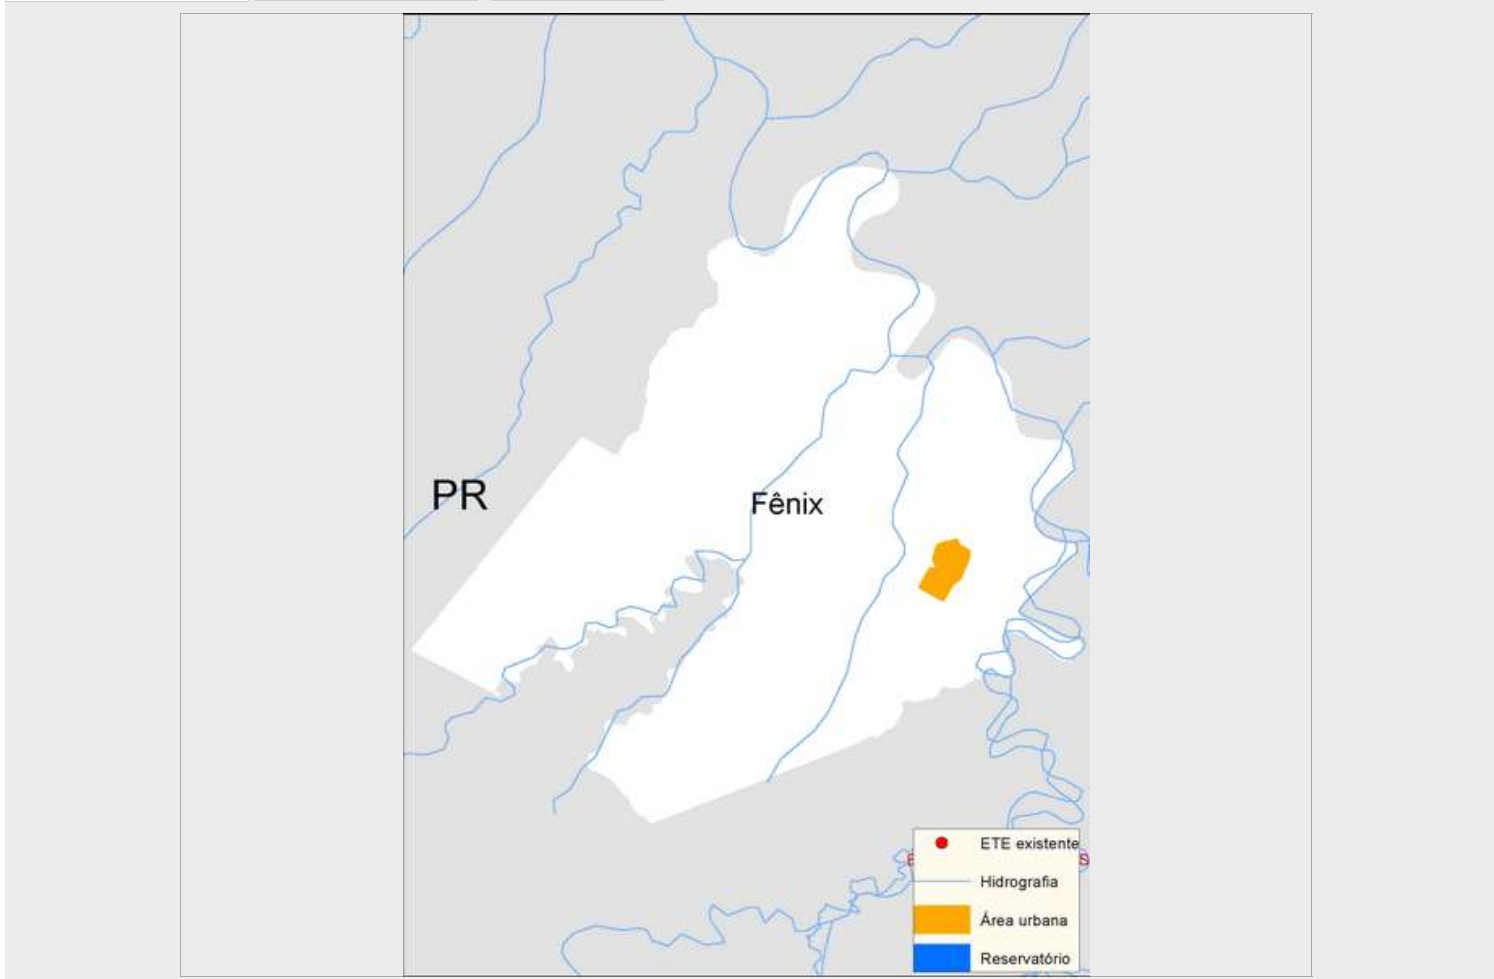 PR
Fênix
ETE existente
Hidrografia
Área urbana
Reservatório